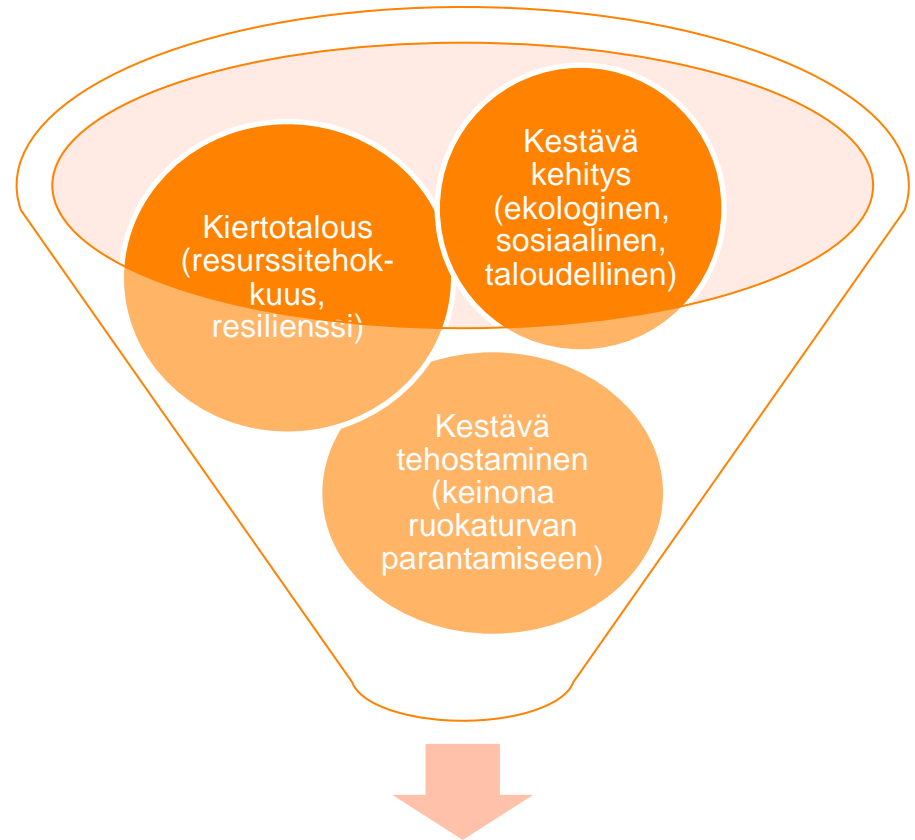 Kiertotalous
(resurssitehok-
kuus,
resilienssi)
Kestävä
kehitys
(ekologinen,
sosiaalinen,
taloudellinen)
Kestävä
tehostaminen
(keinona
ruokaturvan
parantamiseen)